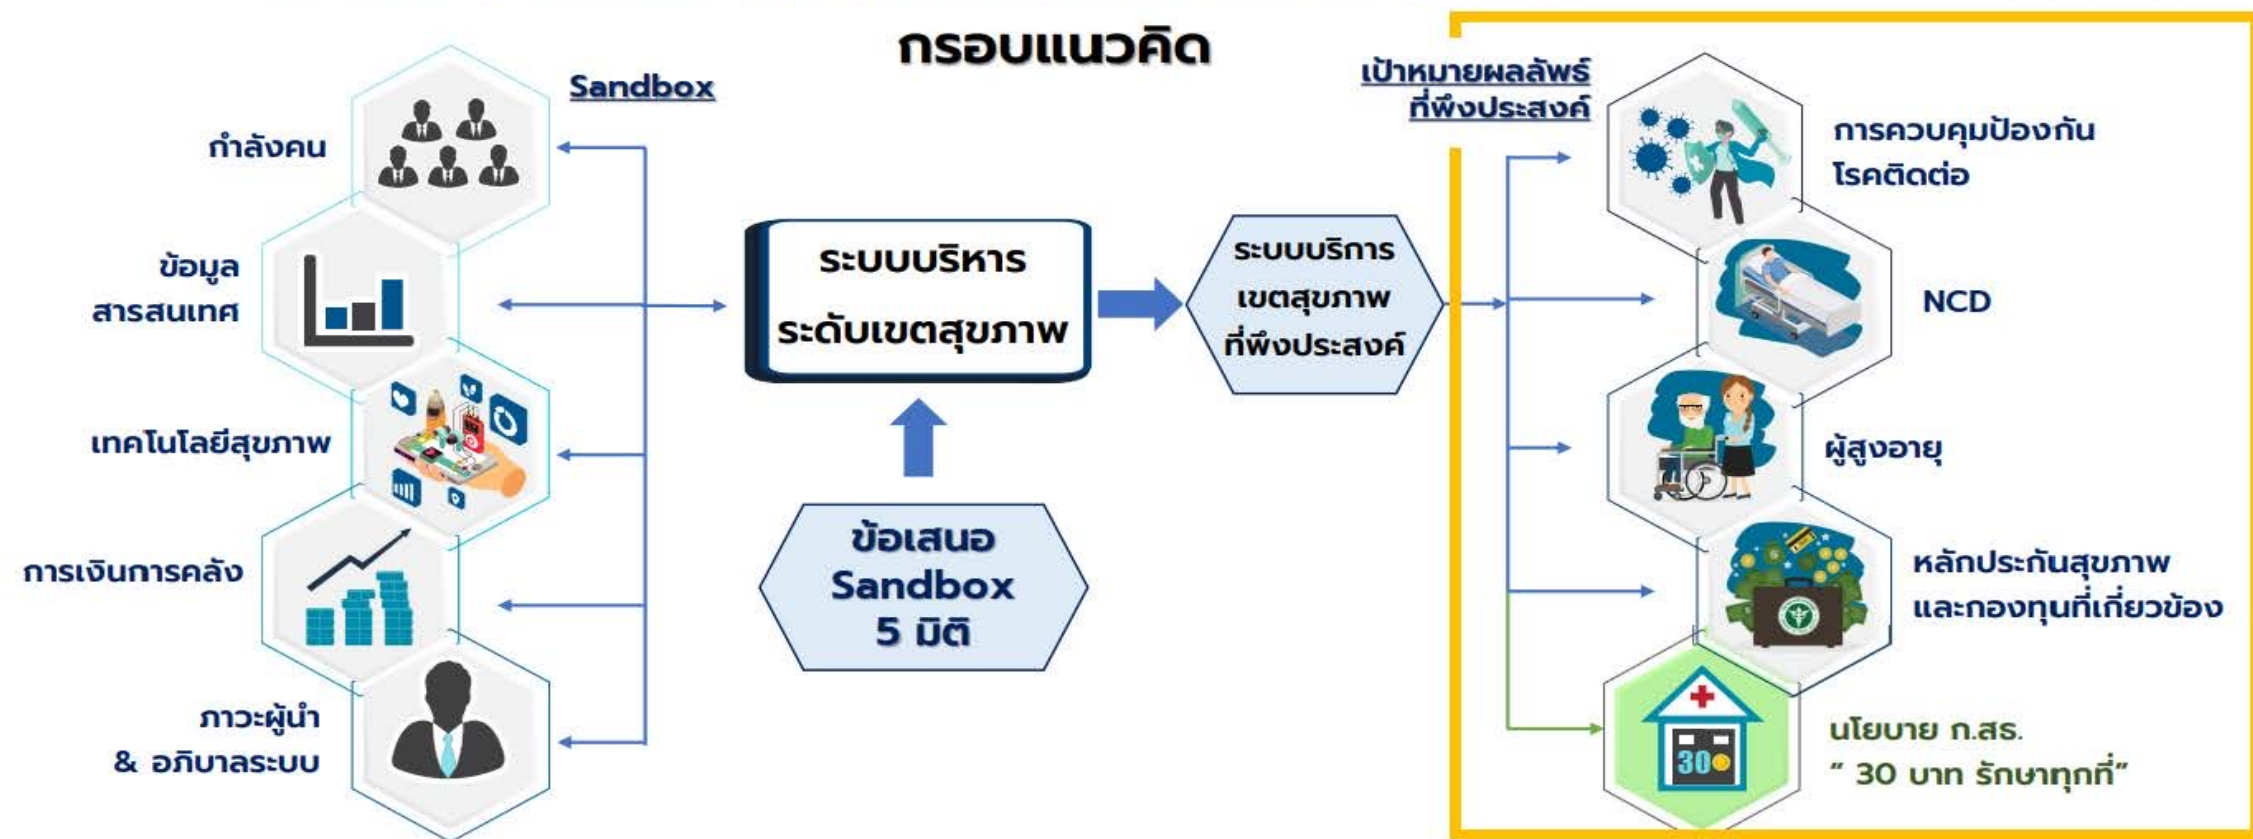 กรอบแนวคิด
Sandbox
กำลังคน
ข้อมูล
สารสนเทศ
เทคโนโลยีสุขภาพ
การเงินการคลัง
ภาวะผู้นำ
& อภิบาลระบบ
ระบบบริหาร
ระดับเขตสุขภาพ
ข้อเสนอ
Sandbox
5 มิติ
ระบบบริการ
เขตสุขภาพ
ที่พึงประสงค์
เป้าหมายผลลัพธ์
ที่พึงประสงค์
การควบคุมป้องกัน
โรคติดต่อ
NCD
ผู้สูงอายุ
หลักประกันสุขภาพ
และกองทุนที่เกี่ยวข้อง
30
นโยบาย ก.สธ.
“ 30 บาท รักษาทุกที่”